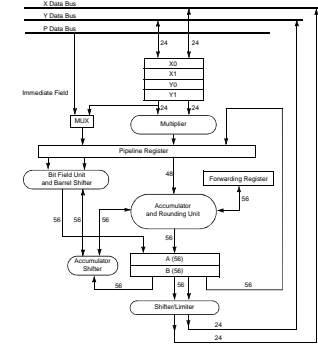 X Data Bus
Y Data Bus
P Data Bus
24 24
X0
X1
Y0
Y1
Immediate Field
24 24
MUX
Multiplier
Pipeline Register
Bit Field Unit
and Barrel Shifter
48
Forwarding Register
56
Accumulator
and Rounding Unit
56 56 56
56
A (56)
B (56)
Accumulator
Shifter
56 56 56 56
Shifter/Limiter
24
24